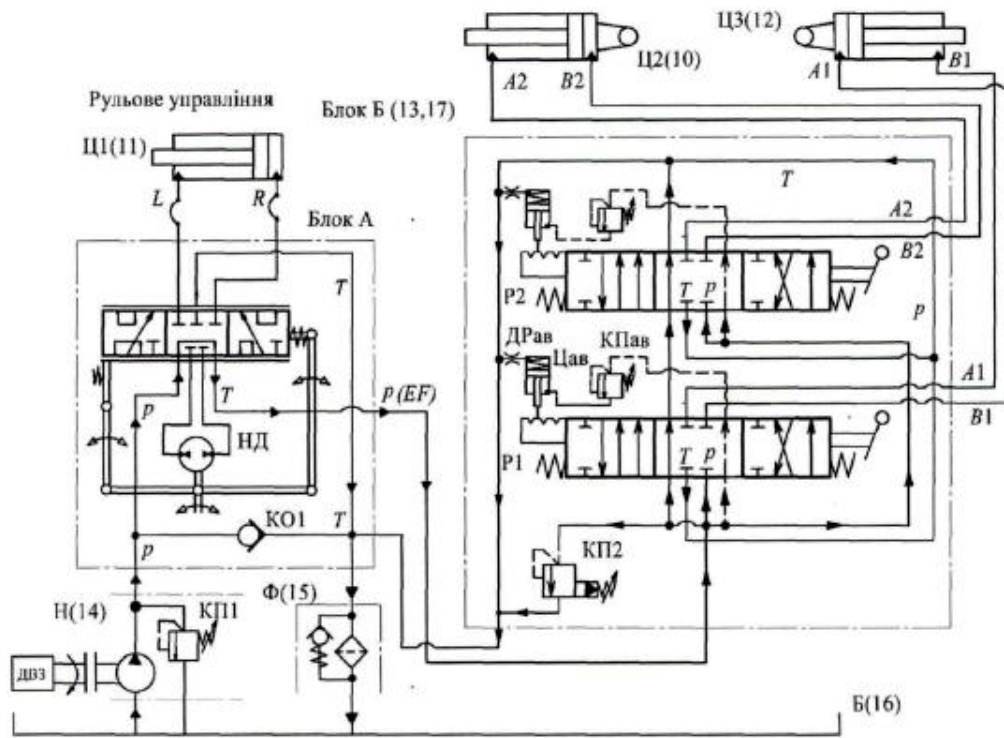 Ц2(10)
Ц3(12)
A2
B2
A1
B1
Рульове управління
Блок Б (13,17)
Ц1(11)
L
R
Блок А
T
A2
B2
P2
T
p
p
ДРав
КПав
Цав
A1
B1
P1
T
p
T
p
T
p (EF)
НД
КО1
T
p
КП2
Ф(15)
Н(14)
КП1
ДВЗ
Б(16)